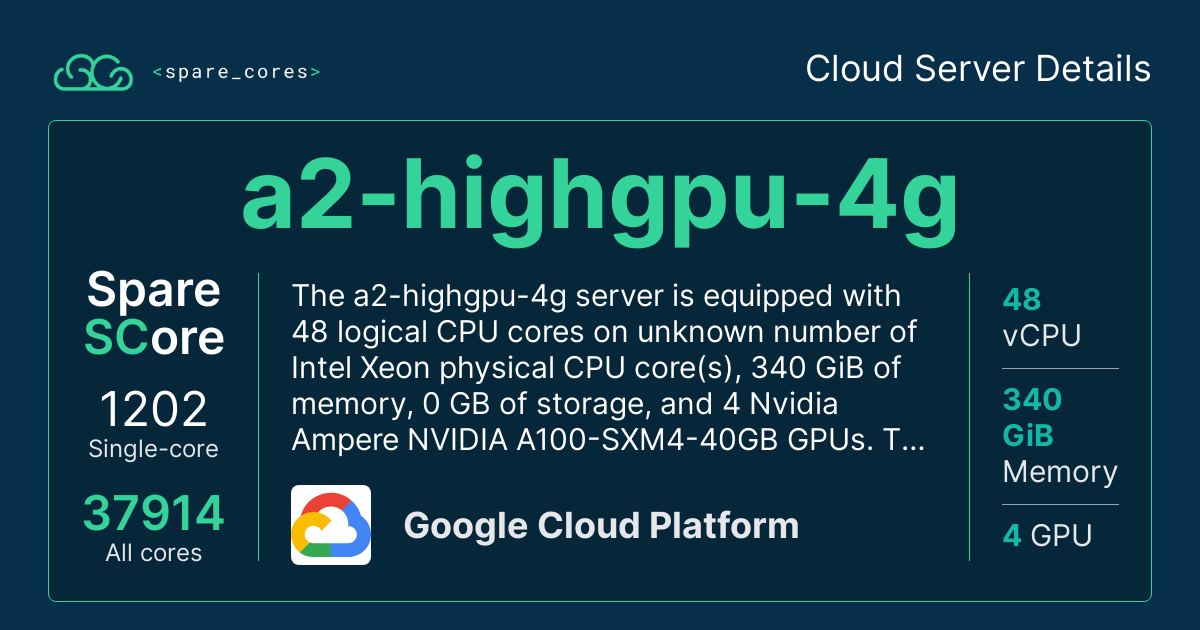 <spare_cores>
Cloud Server Details
a2-highgpu-4g
Spare
SCore
1202
Single-core
37914
All cores
The a2-highgpu-4g server is equipped with
48 logical CPU cores on unknown number of
Intel Xeon physical CPU core(s), 340 GiB of
memory, 0 GB of storage, and 4 Nvidia
Ampere NVIDIA A100-SXM4-40GB GPUs. T...
Google Cloud Platform
48
vCPU
340
GiB
Memory
4 GPU